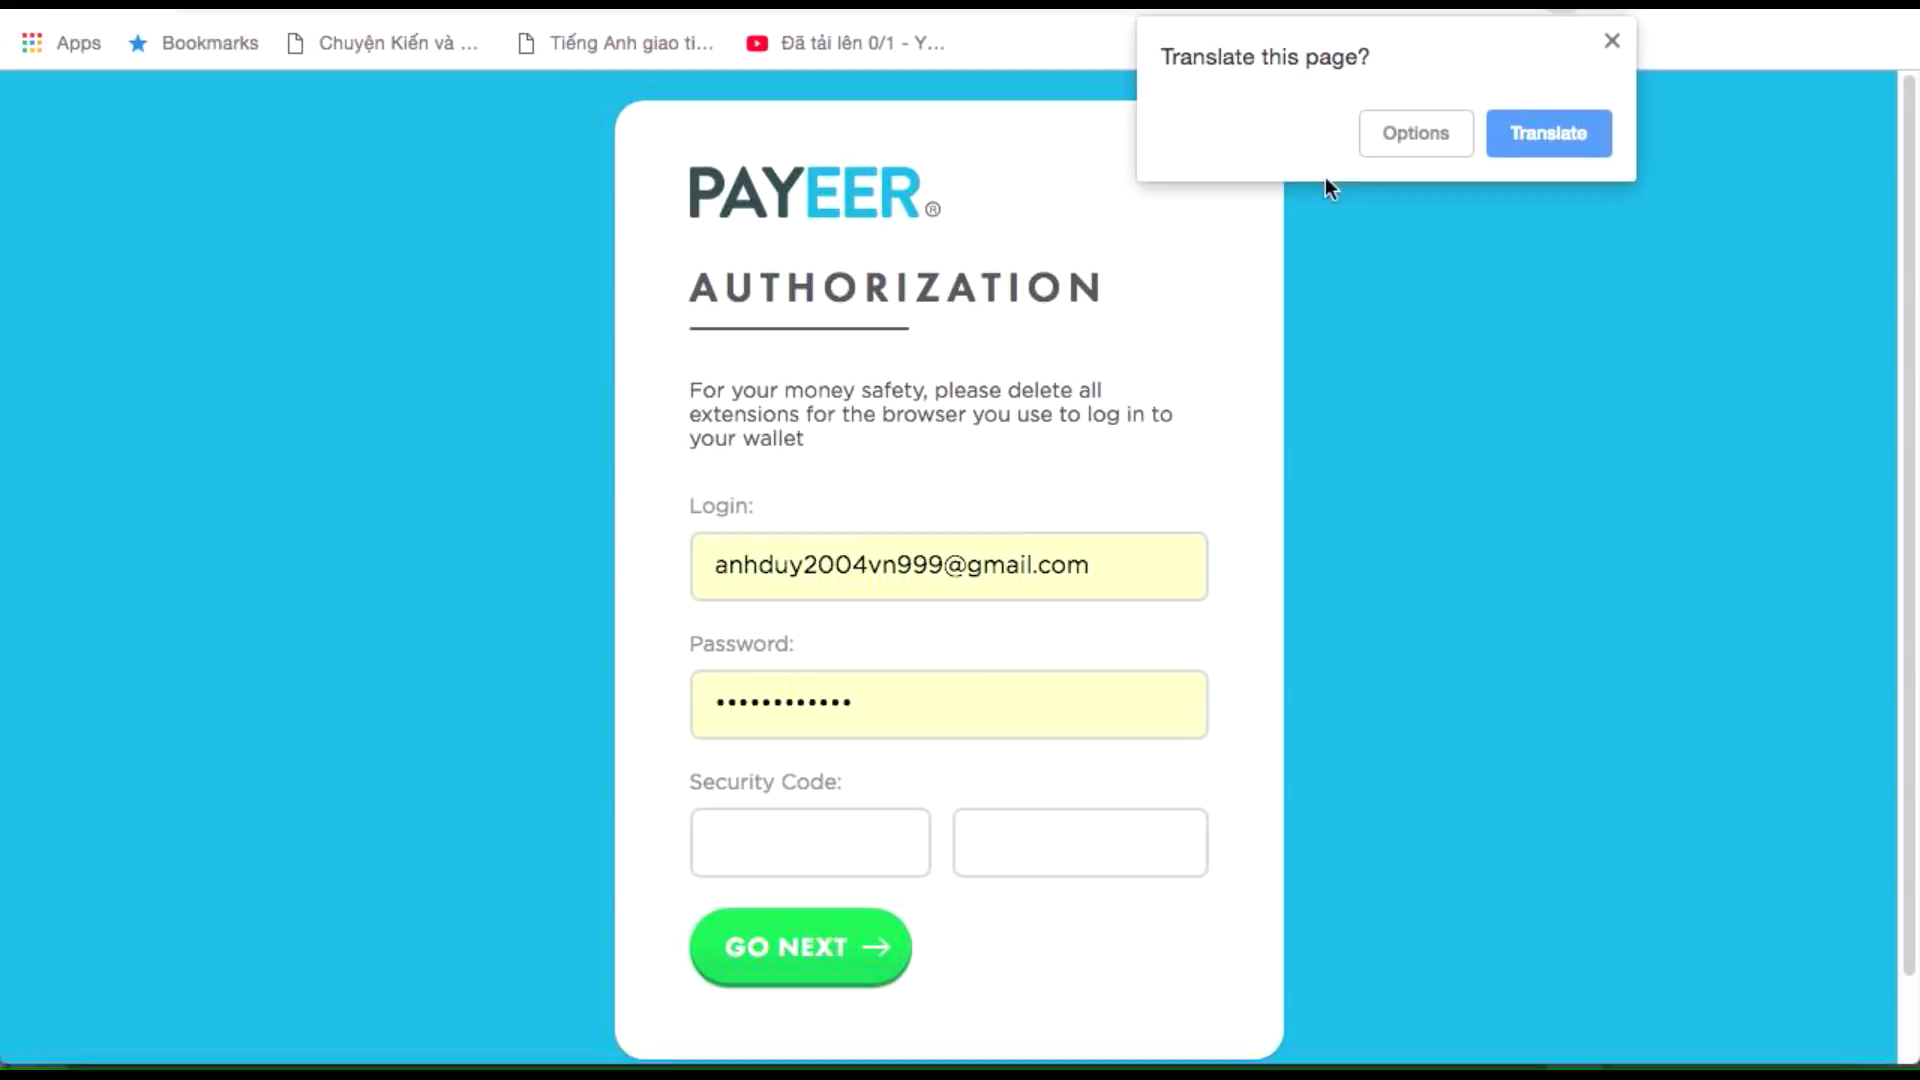 Apps Bookmarks Chuyện Kiến và ... Tiếng Anh giao ti... Đã tải lên 0/1 - Y...
Translate this page?
Options Translate
PAYEER®
AUTHORIZATION
For your money safety, please delete all
extensions for the browser you use to log in to
your wallet
Login:
anhduy2004vn999@gmail.com
Password:
••••••••••••
Security Code:
GO NEXT →